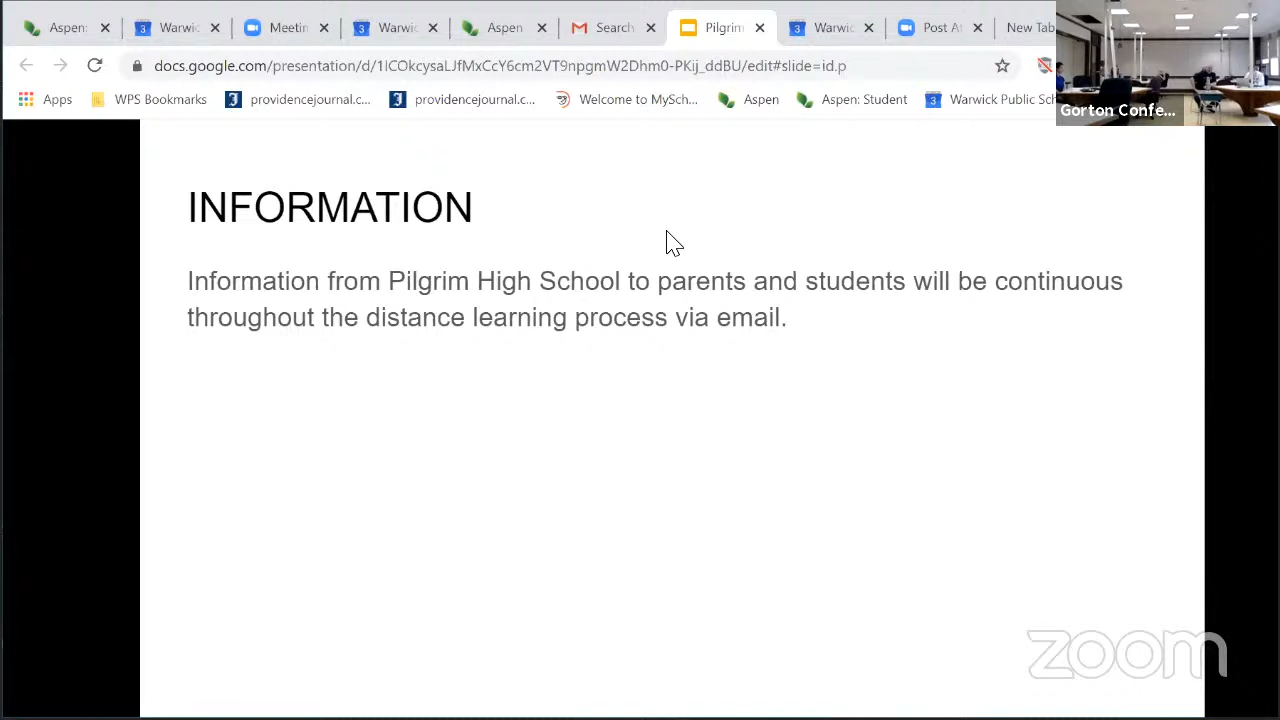 Aspen
Warwic
Meetin
Warwic
Aspen
Search
Pilgrim
Warwic
Post At
New Tab
docs.google.com/presentation/d/1ICOkcysaLJfMxCcY6cm2VT9npgmW2Dhm0-PKij_ddBU/edit#slide=id.p
Apps
WPS Bookmarks
providencejournal.c...
providencejournal.c...
Welcome to MySch...
Aspen
Aspen: Student
Warwick Public Sch
Gorton Confe...
INFORMATION
Information from Pilgrim High School to parents and students will be continuous
throughout the distance learning process via email.
zoom